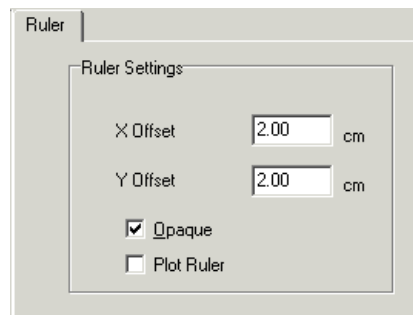 Ruler
Ruler Settings
X Offset 2.00 cm
Y Offset 2.00 cm
Opaque
Plot Ruler